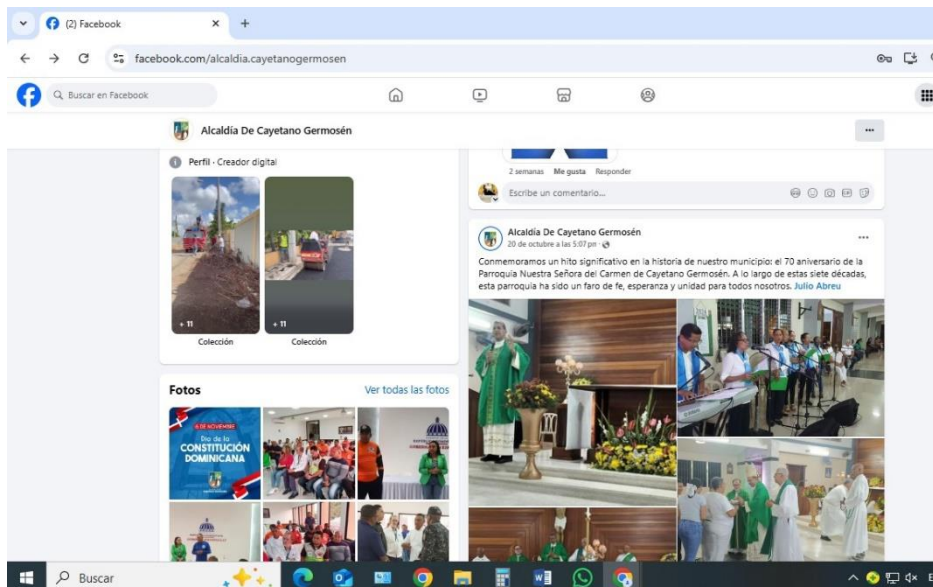 (2) Facebook
facebook.com/alcaldia.cayetanogermosen
Buscar en Facebook
Alcaldía De Cayetano Germosén
Perfil · Creador digital
+ 11
+ 11
Colección
Colección
Fotos
Ver todas las fotos
6 DE NOVIEMBRE
Día de la
CONSTITUCIÓN
DOMINICANA
2 semanas Me gusta Responder
Escribe un comentario...
Alcaldía De Cayetano Germosén
20 de octubre a las 5:07 pm ·
Conmemoramos un hito significativo en la historia de nuestro municipio: el 70 aniversario de la
Parroquia Nuestra Señora del Carmen de Cayetano Germosén. A lo largo de estas siete décadas,
esta parroquia ha sido un faro de fe, esperanza y unidad para todos nosotros. Julio Abreu
Buscar